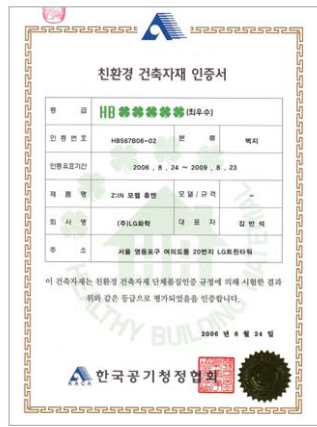 친환경 건축자재 인증서
등 급 HB (최우수)
인 증 번 호 HB567B06-02 분 류 벽지
인증유효기간 2006 . 8 . 24 ~ 2009 . 8 . 23
제 품 명 Z:IN 모젤 휴엔 모 델 / 규 격 -
회 사 명 (주)LG화학 대 표 자 김 반 석
주 소 서울 영등포구 여의도동 20번지 LG트윈타워
이 건축자재는 친환경 건축자재 단체품질인증 규정에 의해 시험한 결과
위와 같은 등급으로 평가되었음을 인증합니다.
HEALTHY BUILDING MATERIAL
2006 년 8 월 24 일
KACA 한국공기청정협회